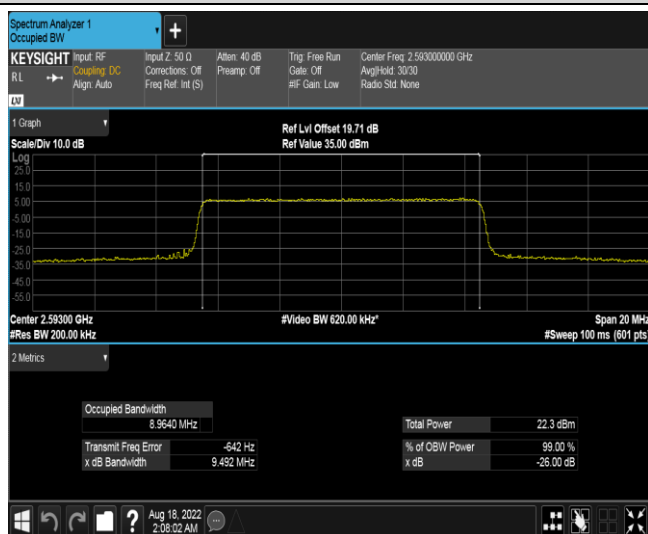 Spectrum Analyzer 1
Occupied BW
+
KEYSIGHT Input: RF Input Z: 50 Ω Atten: 40 dB Trig: Free Run Center Freq: 2.593000000 GHz
RL Coupling: DC Corrections: Off Preamp: Off Gate: Off Avg|Hold: 30/30
Align: Auto Freq Ref: Int (S) #IF Gain: Low Radio Std: None
LXI
1 Graph Ref Lvl Offset 19.71 dB
Scale/Div 10.0 dB Ref Value 35.00 dBm
Log
25.0
15.0
5.00
-5.00
-15.0
-25.0
-35.0
-45.0
-55.0
Center 2.59300 GHz #Video BW 620.00 kHz* Span 20 MHz
#Res BW 200.00 kHz #Sweep 100 ms (601 pts)
2 Metrics
Occupied Bandwidth
8.9640 MHz Total Power 22.3 dBm
Transmit Freq Error -642 Hz % of OBW Power 99.00 %
x dB Bandwidth 9.492 MHz x dB -26.00 dB
? Aug 18, 2022
2:08:02 AM